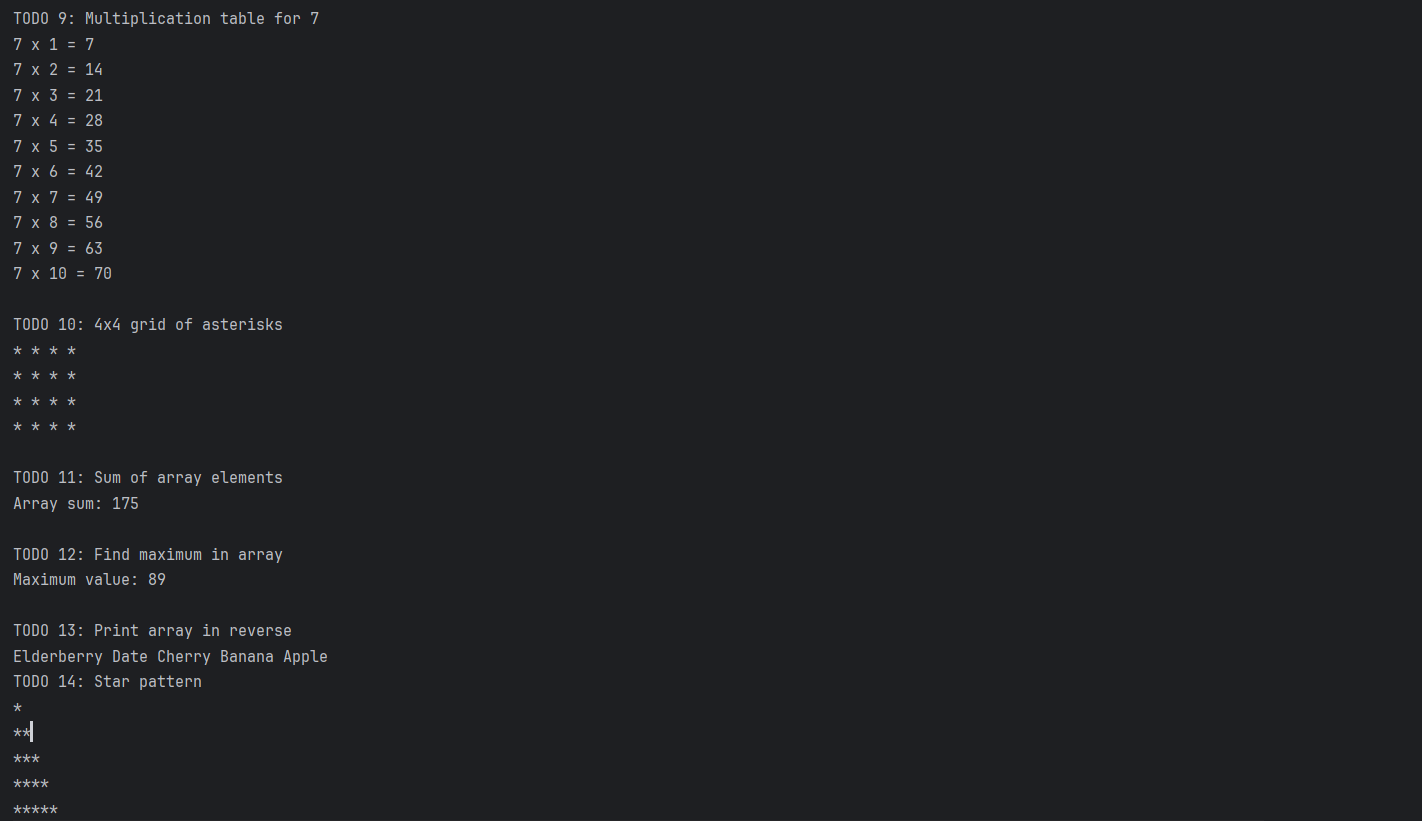 TODO 9: Multiplication table for 7
7 x 1 = 7
7 x 2 = 14
7 x 3 = 21
7 x 4 = 28
7 x 5 = 35
7 x 6 = 42
7 x 7 = 49
7 x 8 = 56
7 x 9 = 63
7 x 10 = 70

TODO 10: 4x4 grid of asterisks
* * * *
* * * *
* * * *
* * * *

TODO 11: Sum of array elements
Array sum: 175

TODO 12: Find maximum in array
Maximum value: 89

TODO 13: Print array in reverse
Elderberry Date Cherry Banana Apple
TODO 14: Star pattern
*
**
***
****
*****